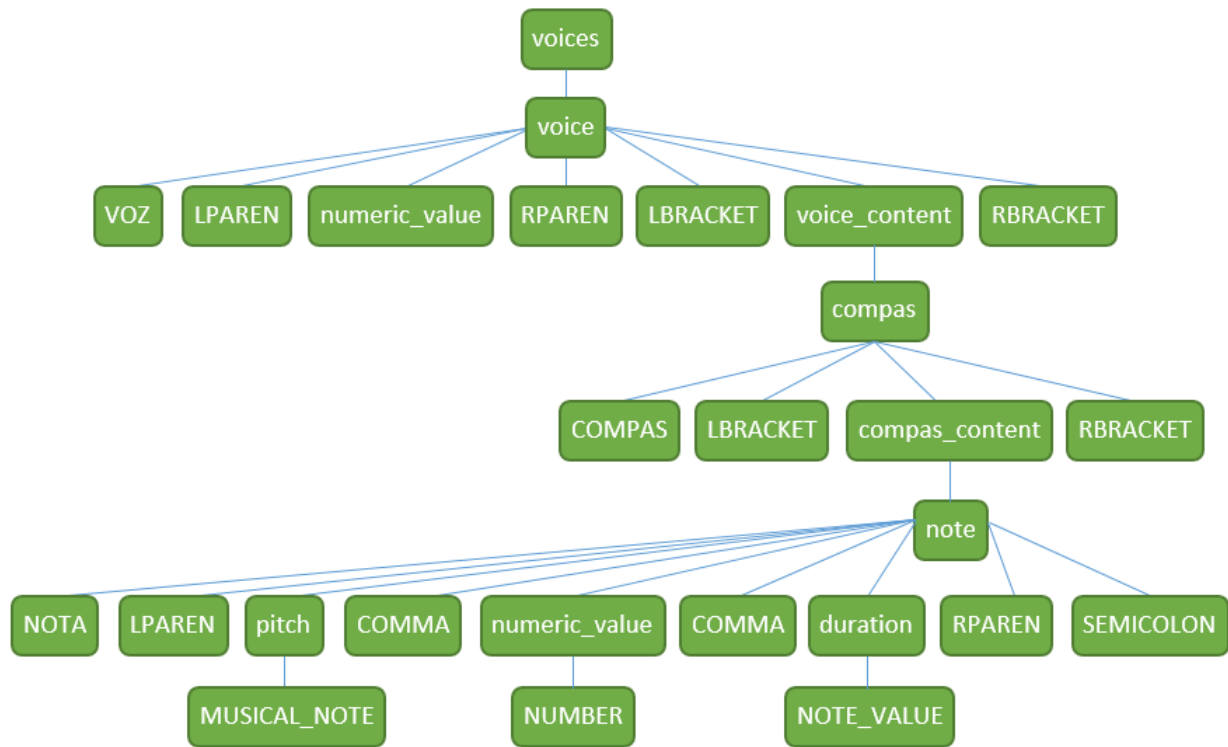 voices
voice
VOZ LPAREN numeric_value RPAREN LBRACKET voice_content RBRACKET
compas
COMPAS LBRACKET compas_content RBRACKET
note
NOTA LPAREN pitch COMMA numeric_value COMMA duration RPAREN SEMICOLON
MUSICAL_NOTE NUMBER NOTE_VALUE